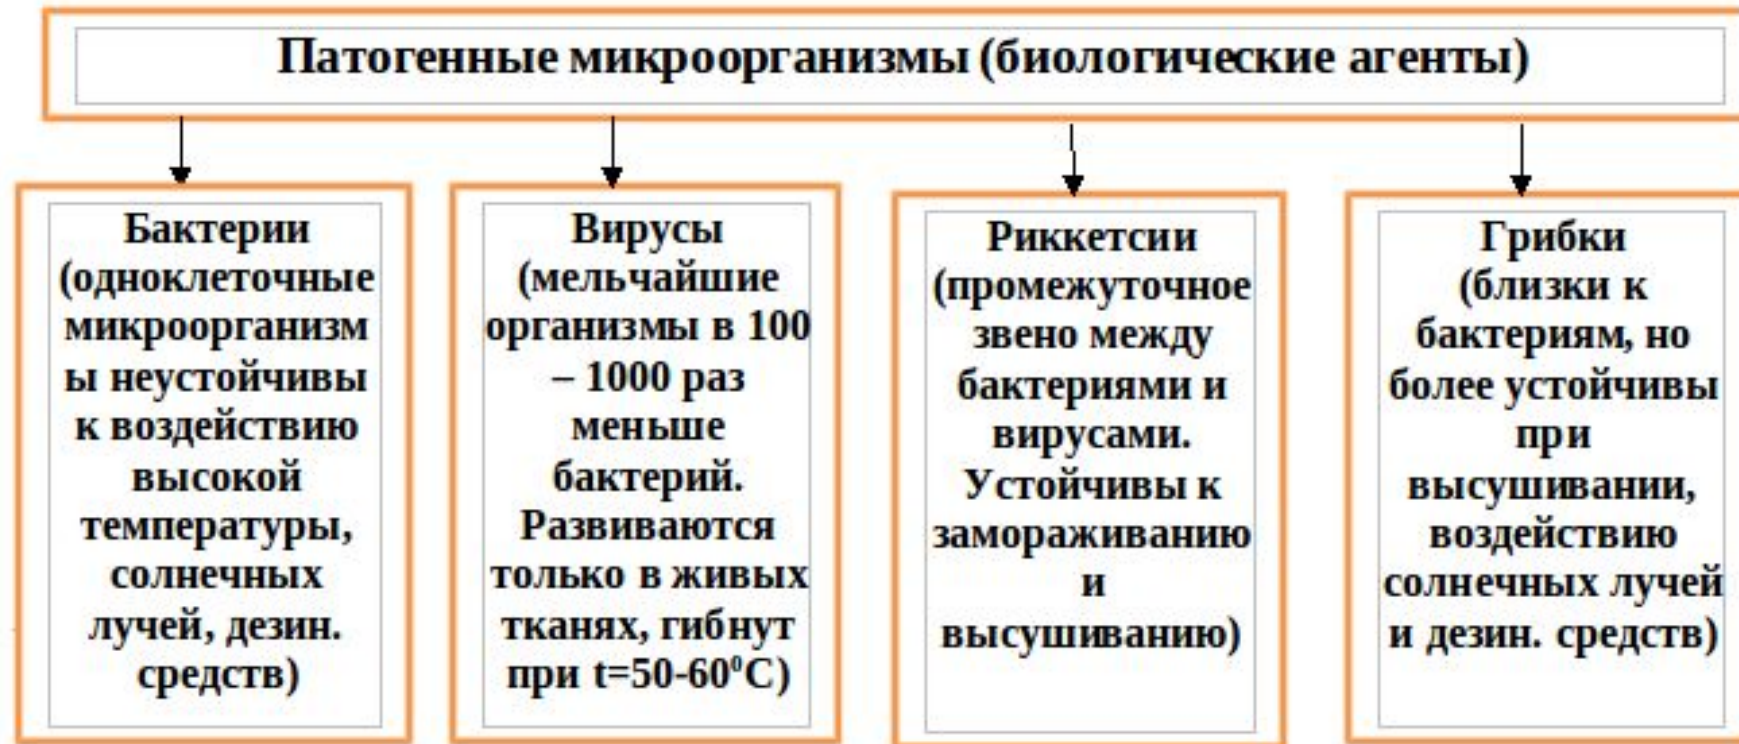 Патогенные микроорганизмы (биологические агенты)
Бактерии
(одноклеточные
микроорганизм
ы неустойчивы
к воздействию
высокой
температуры,
солнечных
лучей, дезин.
средств)
Вирусы
(мельчайшие
организмы в 100
– 1000 раз
меньше
бактерий.
Развиваются
только в живых
тканях, гибнут
при t=50-60⁰С)
Риккетсии
(промежуточное
звено между
бактериями и
вирусами.
Устойчивы к
замораживанию
и
высушиванию)
Грибки
(близки к
бактериям, но
более устойчивы
при
высушивании,
воздействию
солнечных лучей
и дезин. средств)